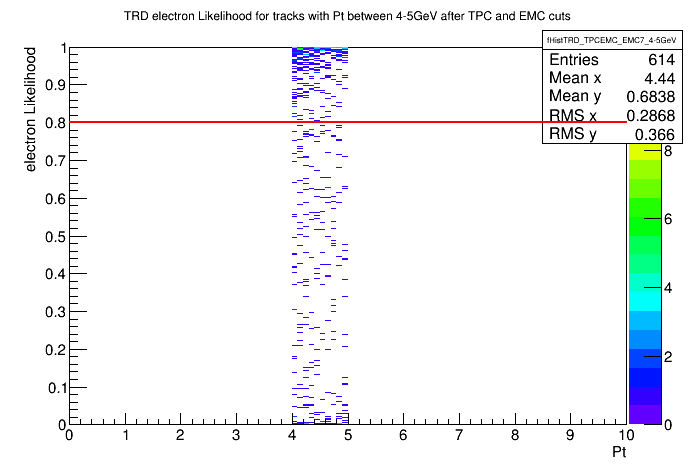 TRD electron Likelihood for tracks with Pt between 4-5GeV after TPC and EMC cuts
fHistTRD_TPCEMC_EMC7_4-5GeV
Entries 614
Mean x 4.44
Mean y 0.6838
RMS x 0.2868
RMS y 0.366
electron Likelihood
1
0.9
0.8
0.7
0.6
0.5
0.4
0.3
0.2
0.1
0
0 1 2 3 4 5 6 7 8 9 10
Pt
8
6
4
2
0